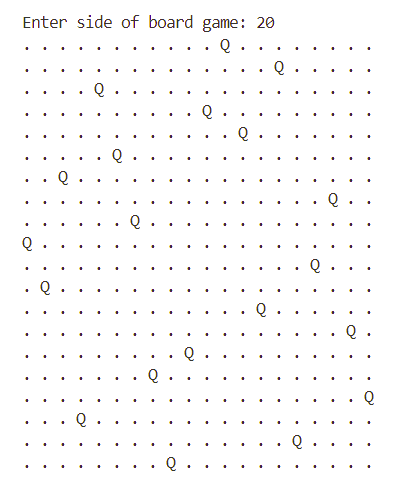 Enter side of board game: 20
. . . . . . . . . . . Q . . . . . . . .
. . . . . . . . . . . . . . Q . . . . .
. . . . Q . . . . . . . . . . . . . . .
. . . . . . . . . . Q . . . . . . . . .
. . . . . . . . . . . . Q . . . . . . .
. . . . . Q . . . . . . . . . . . . . .
. . Q . . . . . . . . . . . . . . . . .
. . . . . . . . . . . . . . . . . Q . .
. . . . . . Q . . . . . . . . . . . . .
Q . . . . . . . . . . . . . . . . . . .
. . . . . . . . . . . . . . . . Q . . .
. Q . . . . . . . . . . . . . . . . . .
. . . . . . . . . . . . . Q . . . . . .
. . . . . . . . . . . . . . . . . . Q .
. . . . . . . . . Q . . . . . . . . . .
. . . . . . . Q . . . . . . . . . . . .
. . . . . . . . . . . . . . . . . . . Q
. . . Q . . . . . . . . . . . . . . . .
. . . . . . . . . . . . . . . Q . . . .
. . . . . . . . Q . . . . . . . . . . .